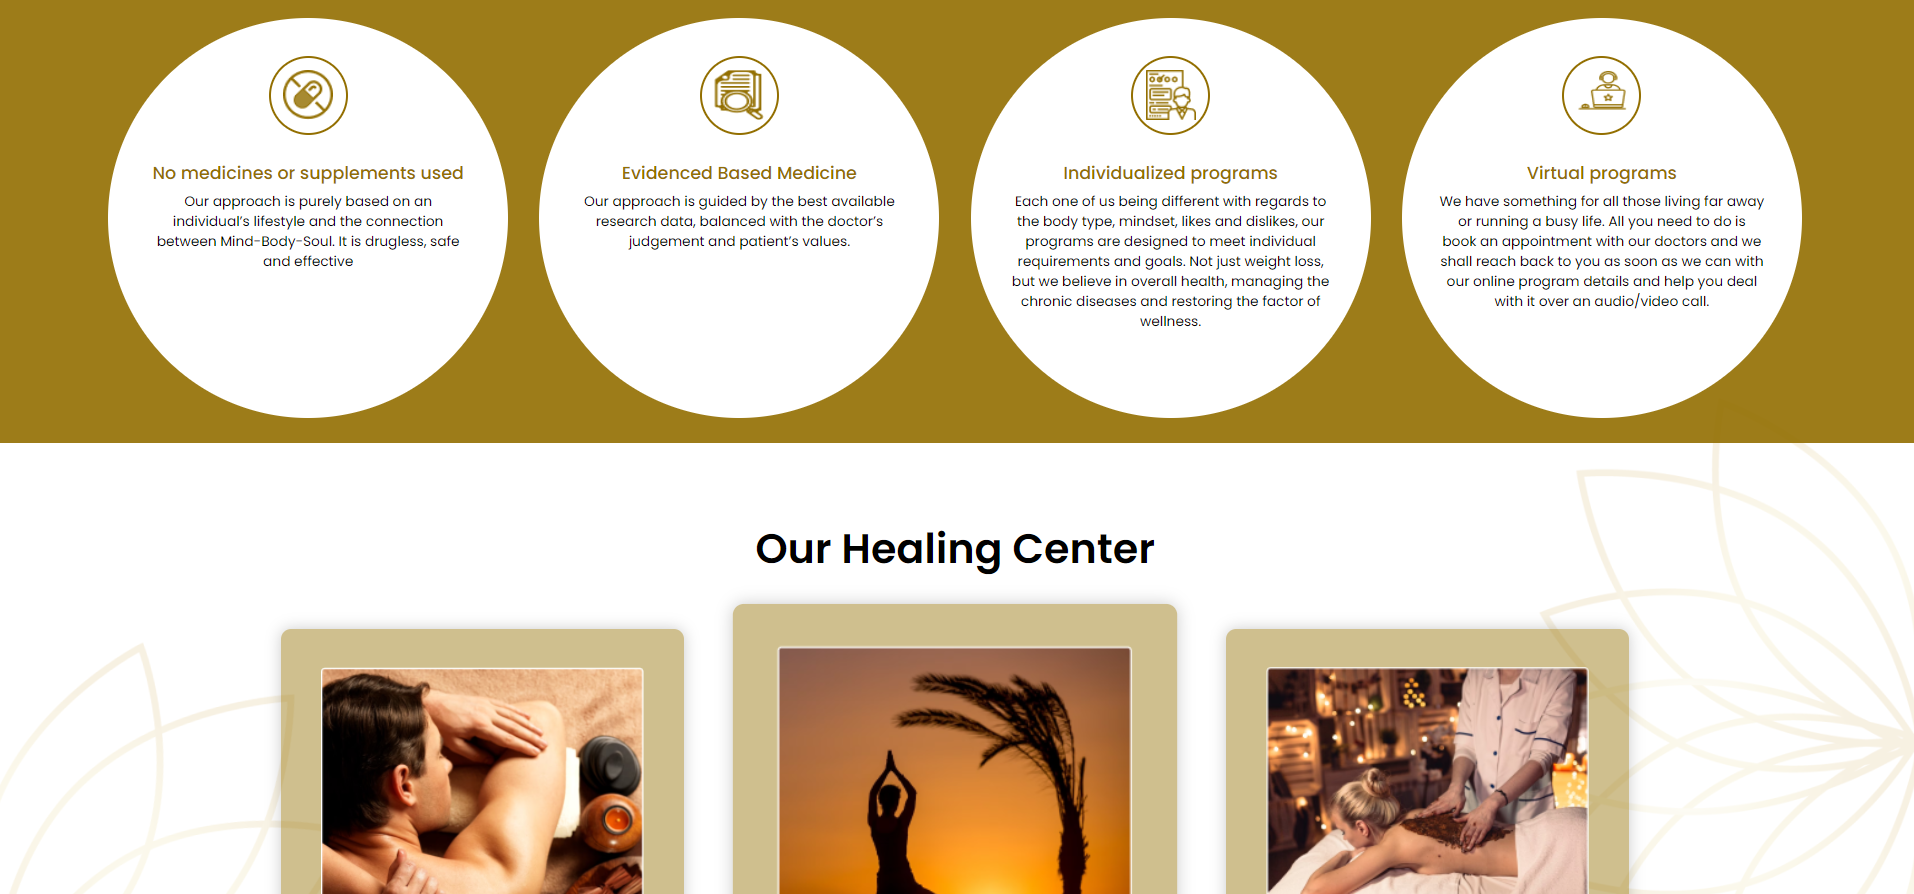 No medicines or supplements used
Our approach is purely based on an
individual's lifestyle and the connection
between Mind-Body-Soul. It is drugless, safe
and effective
Evidenced Based Medicine
Our approach is guided by the best available
research data, balanced with the doctor's
judgement and patient's values.
Individualized programs
Each one of us being different with regards to
the body type, mindset, likes and dislikes, our
programs are designed to meet individual
requirements and goals. Not just weight loss,
but we believe in overall health, managing the
chronic diseases and restoring the factor of
wellness.
Virtual programs
We have something for all those living far away
or running a busy life. All you need to do is
book an appointment with our doctors and we
shall reach back to you as soon as we can with
our online program details and help you deal
with it over an audio/video call.
Our Healing Center